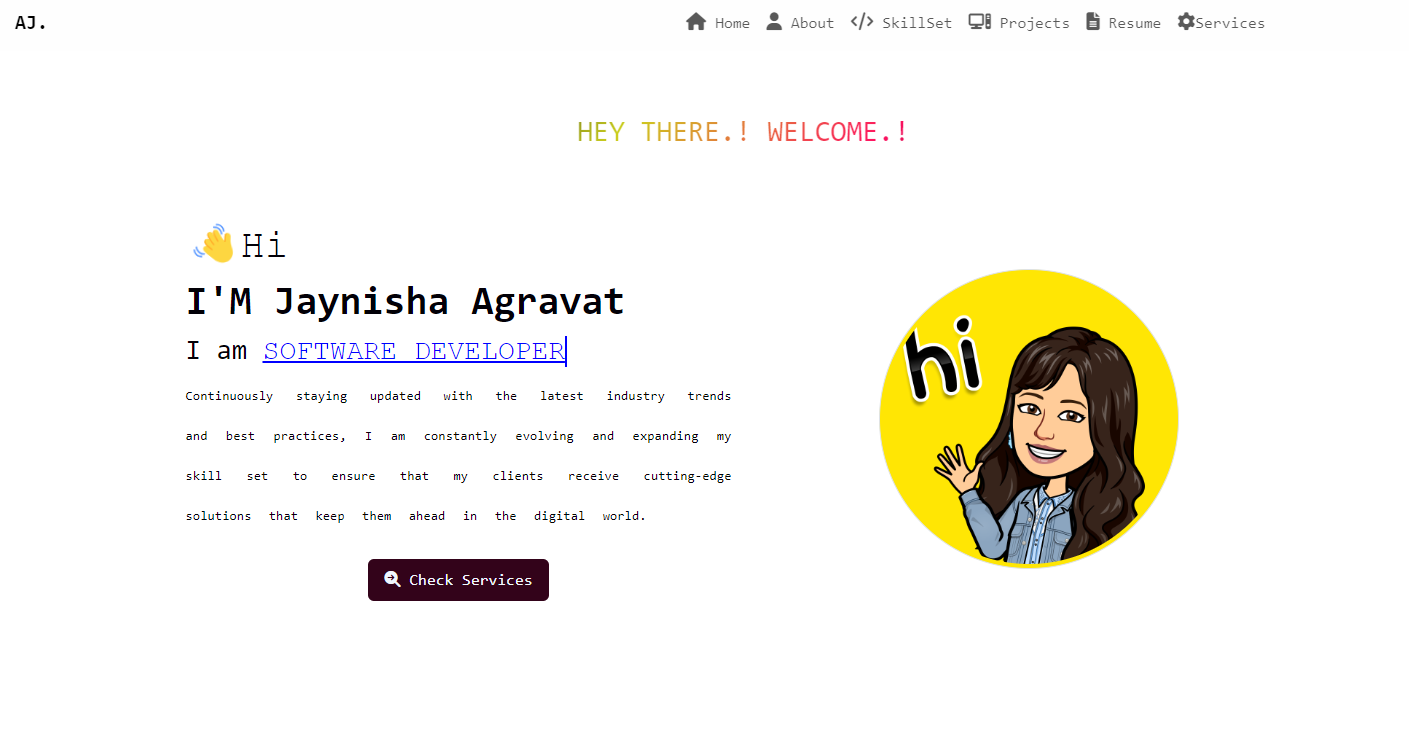 AJ.
Home About SkillSet Projects Resume Services
HEY THERE.! WELCOME.!
Hi
I'M Jaynisha Agravat
I am SOFTWARE DEVELOPER
Continuously staying updated with the latest industry trends
and best practices, I am constantly evolving and expanding my
skill set to ensure that my clients receive cutting-edge
solutions that keep them ahead in the digital world.
hi
Check Services